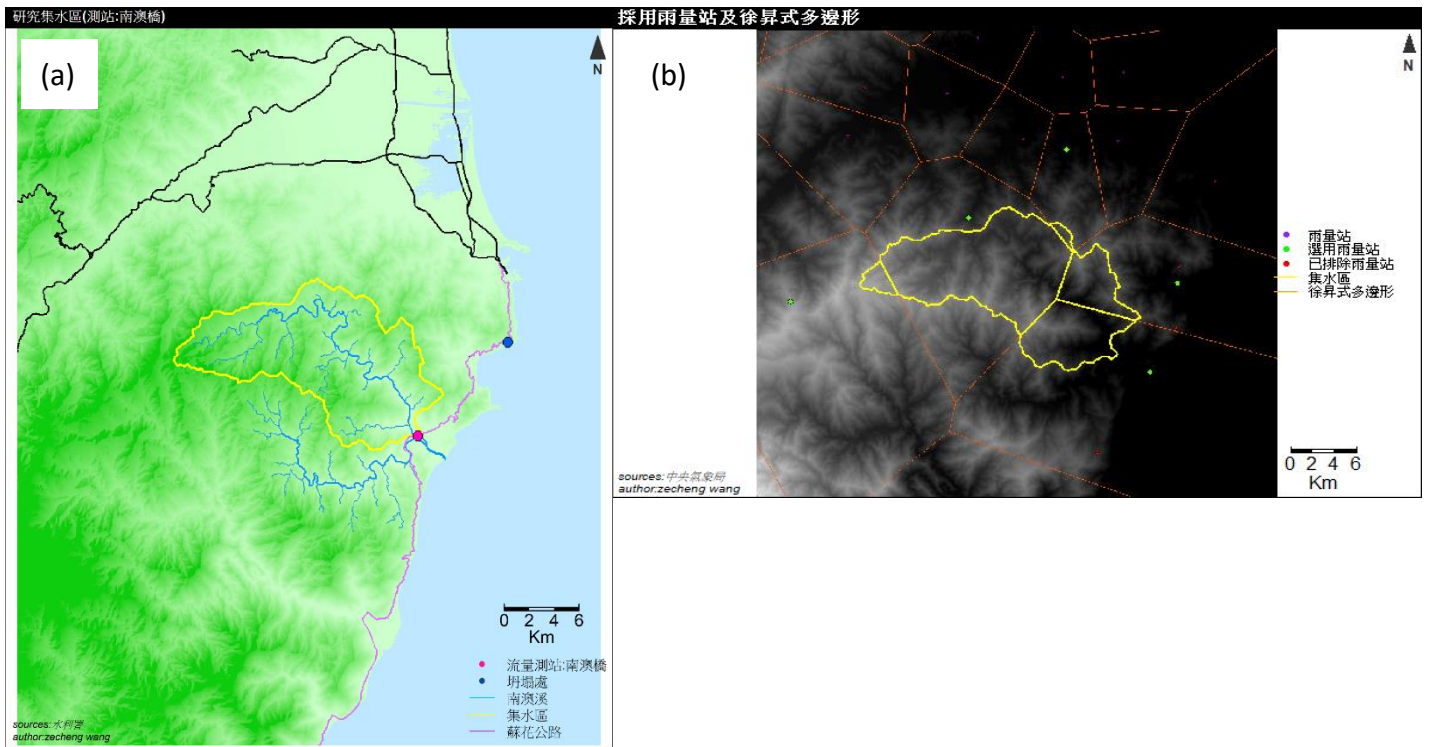 研究集水區(測站:南澳橋)
(a)
N
0 2 4 6
Km
流量測站:南澳橋
坍塌處
南澳溪
集水區
蘇花公路
sources:水利署
author:zecheng wang
採用雨量站及徐昇式多邊形
(b)
N
雨量站
選用雨量站
已排除雨量站
集水區
徐昇式多邊形
0 2 4 6
Km
sources:中央氣象局
author:zecheng wang